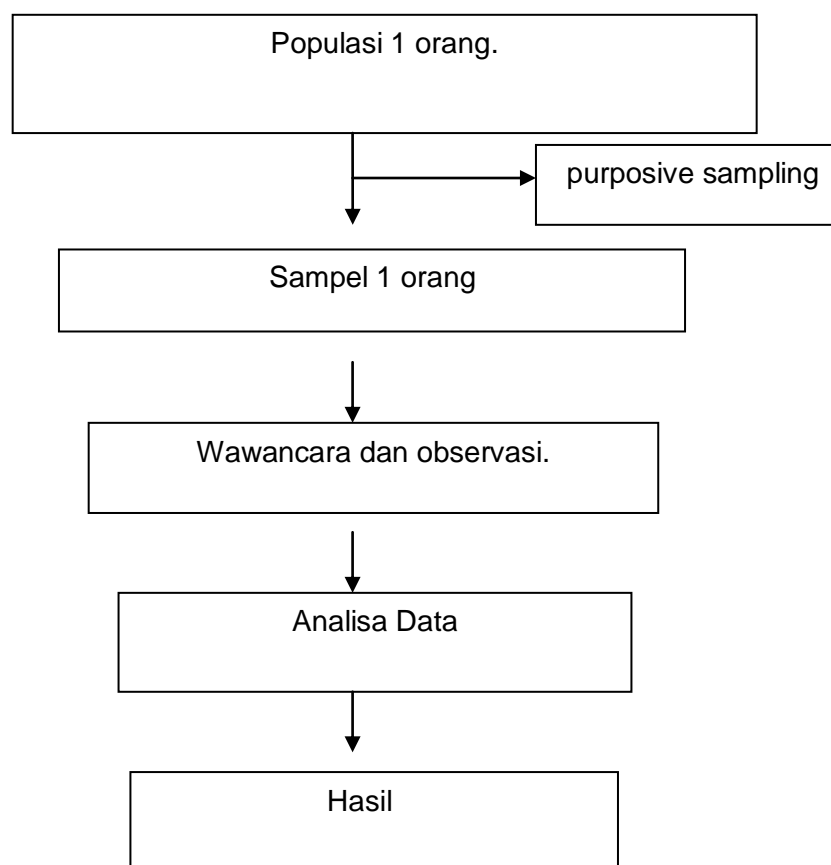 Populasi 1 orang.
purposive sampling
Sampel 1 orang
Wawancara dan observasi.
Analisa Data
Hasil